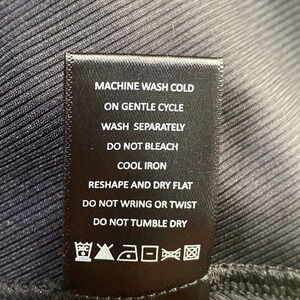 MACHINE WASH COLD
ON GENTLE CYCLE
WASH SEPARATELY
DO NOT BLEACH
COOL IRON
RESHAPE AND DRY FLAT
DO NOT WRING OR TWIST
DO NOT TUMBLE DRY